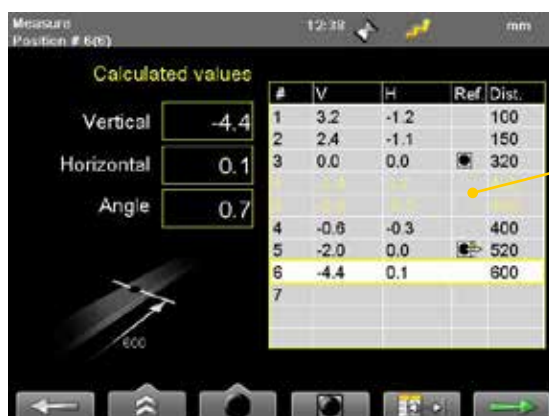 Measure 12:38 mm
Position # 6(6)
Calculated values
Vertical -4.4
Horizontal 0.1
Angle 0.7
# V H Ref. Dist.
1 3.2 -1.2 100
2 2.4 -1.1 150
3 0.0 0.0 320
4 -0.6 -0.3 400
5 -2.0 0.0 520
6 -4.4 0.1 600
7
600